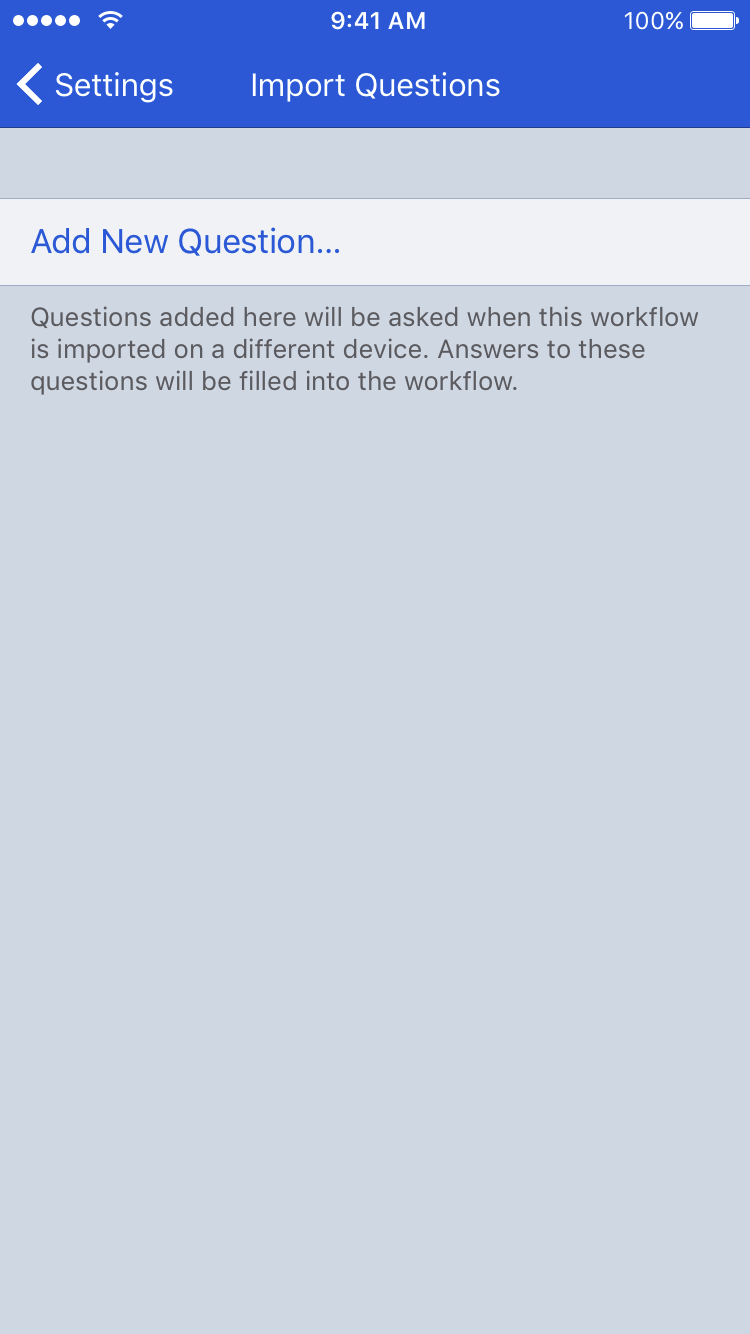 9:41 AM 100%
Settings Import Questions
Add New Question...
Questions added here will be asked when this workflow
is imported on a different device. Answers to these
questions will be filled into the workflow.